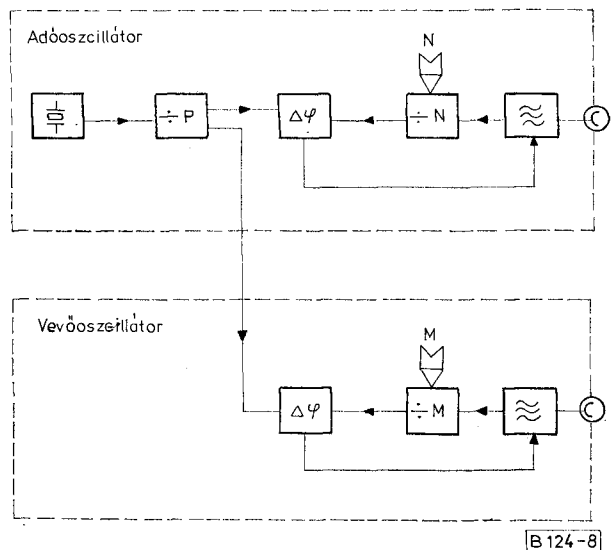 Adóoszcillátor
N
÷P
Δφ
÷N
C
Vevőoszcillátor
M
Δφ
÷M
C
B 124-8